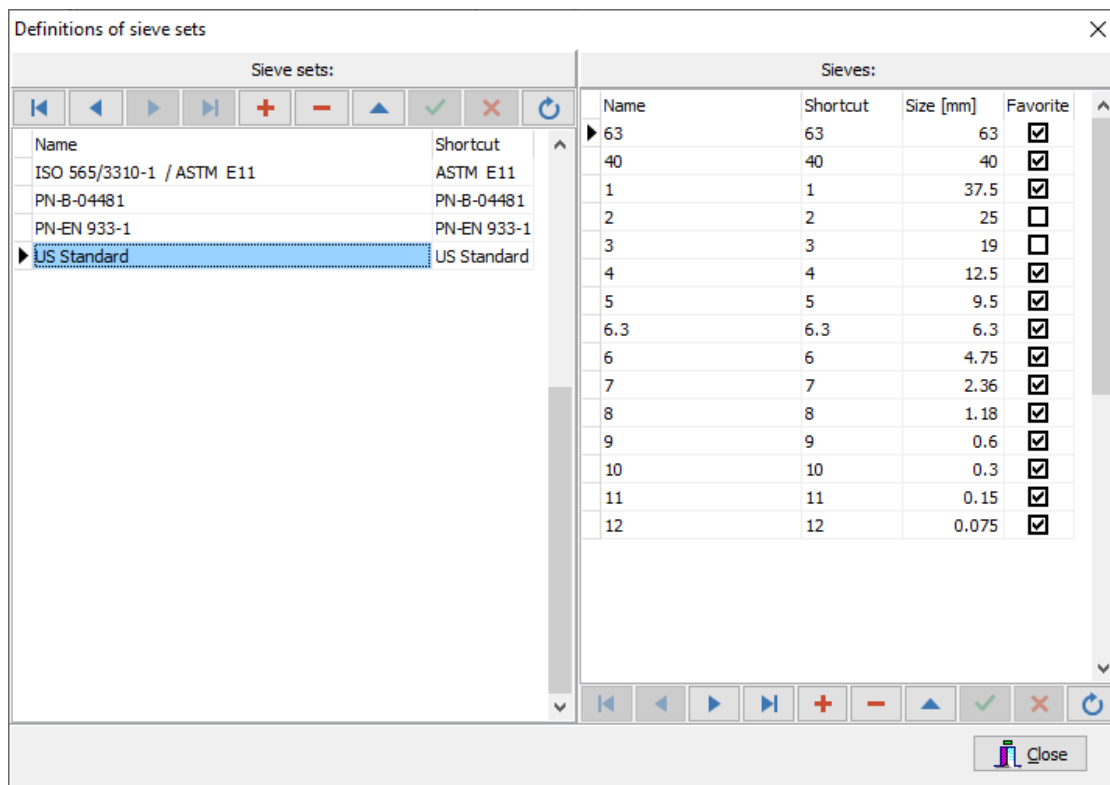 Definitions of sieve sets
Sieve sets:
Name Shortcut
ISO 565/3310-1 / ASTM E11 ASTM E11
PN-B-04481 PN-B-04481
PN-EN 933-1 PN-EN 933-1
US Standard US Standard
Sieves:
Name Shortcut Size [mm] Favorite
63 63 63
40 40 40
1 1 37.5
2 2 25
3 3 19
4 4 12.5
5 5 9.5
6.3 6.3 6.3
6 6 4.75
7 7 2.36
8 8 1.18
9 9 0.6
10 10 0.3
11 11 0.15
12 12 0.075
Close